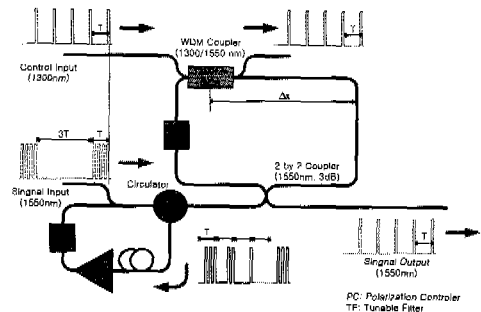 T
WDM Coupler
(1300/1550 nm)
T
Control Input
(1300nm)
Δx
3T
T
2 by 2 Coupler
(1550nm, 3dB)
Singnal Input
(1550nm)
Circulator
T
T
Singnal Output
(1550nm)
PC: Polarization Controler
TF: Tunable Filter